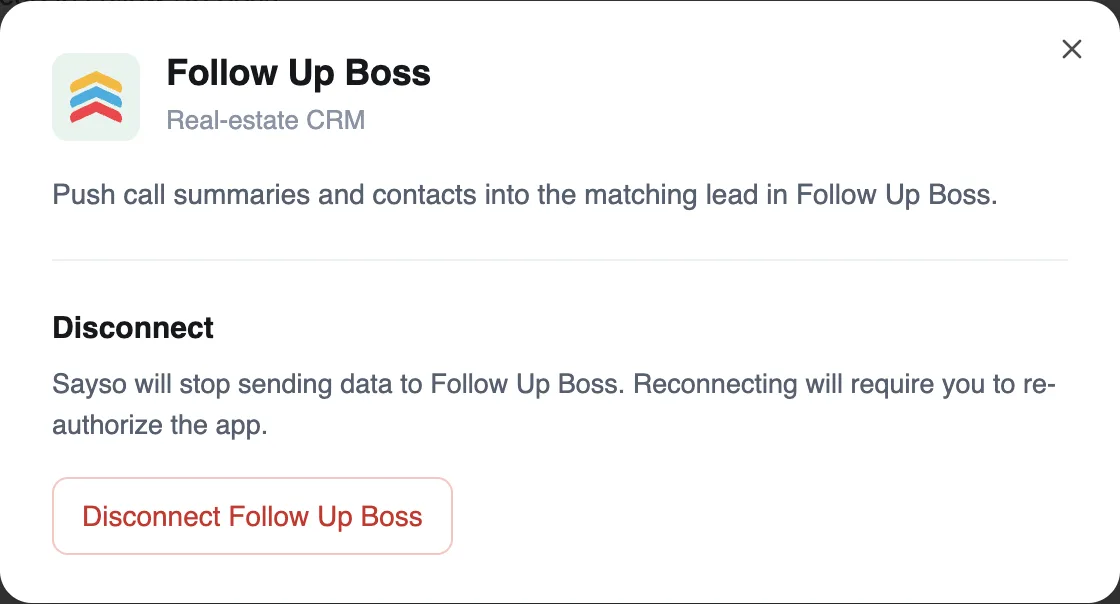 Follow Up Boss
Real-estate CRM
Push call summaries and contacts into the matching lead in Follow Up Boss.
Disconnect
Sayso will stop sending data to Follow Up Boss. Reconnecting will require you to re-
authorize the app.
Disconnect Follow Up Boss